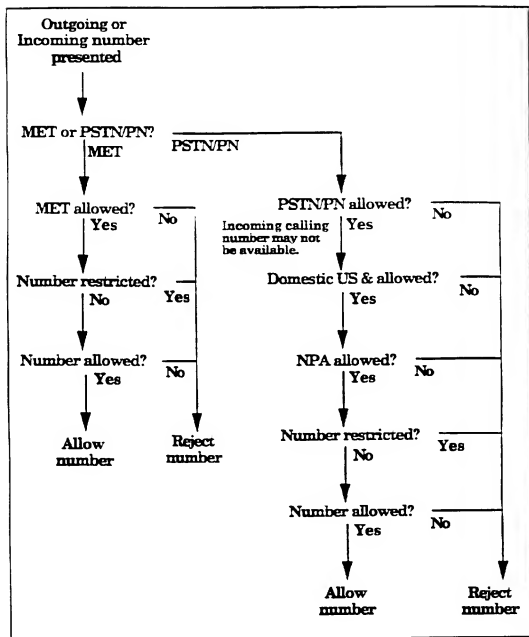 Outgoing or
Incoming number
presented
MET or PSTN/PN?
MET
PSTN/PN
MET allowed?
No
Yes
Number restricted?
No
Yes
Number allowed?
No
Yes
Allow
number
Reject
number
PSTN/PN allowed?
No
Yes
Incoming calling
number may not
be available.
Domestic US & allowed?
No
Yes
NPA allowed?
No
Yes
Number restricted?
Yes
No
Number allowed?
No
Yes
Allow
number
Reject
number